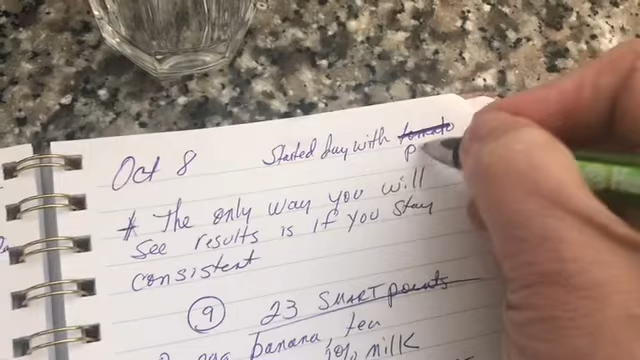 Oct 8
Started day with tomato
p
* The only way you will
see results is if you stay
consistent
9 23 SMART points
banana, tea
milk